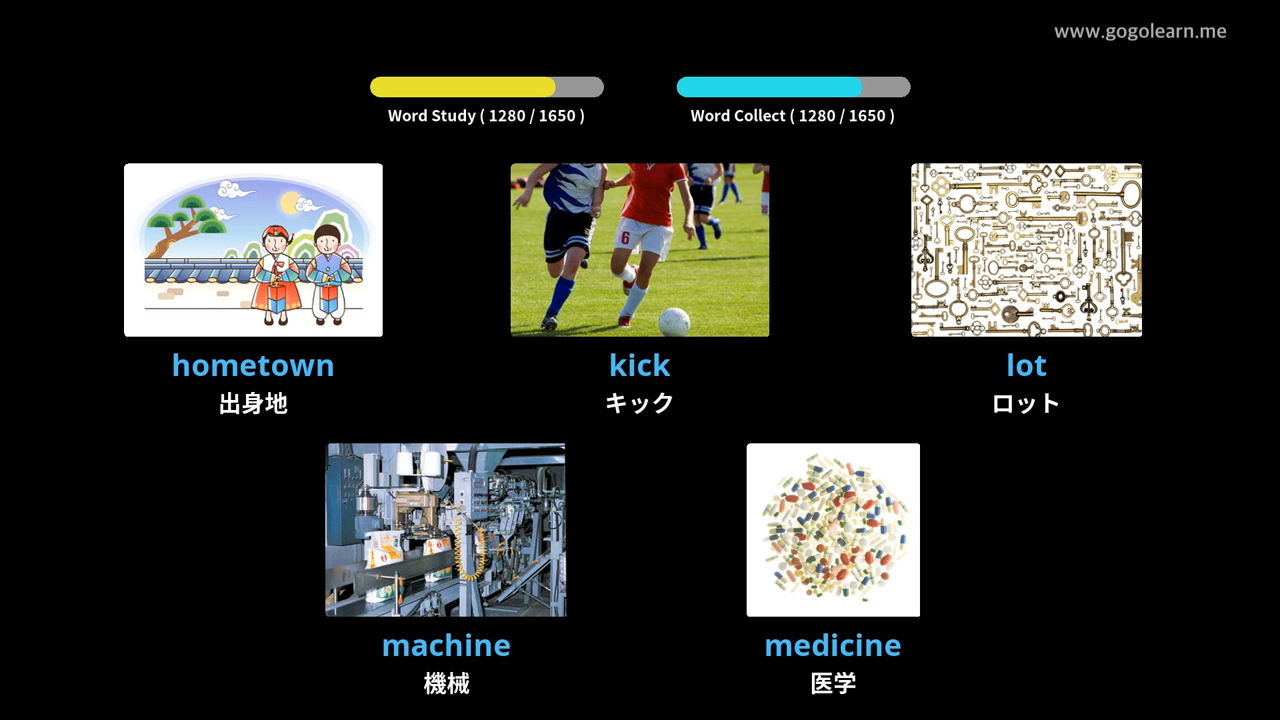 www.gogolearn.me
Word Study ( 1280 / 1650 )
Word Collect ( 1280 / 1650 )
hometown
出身地
kick
キック
lot
ロット
machine
機械
medicine
医学